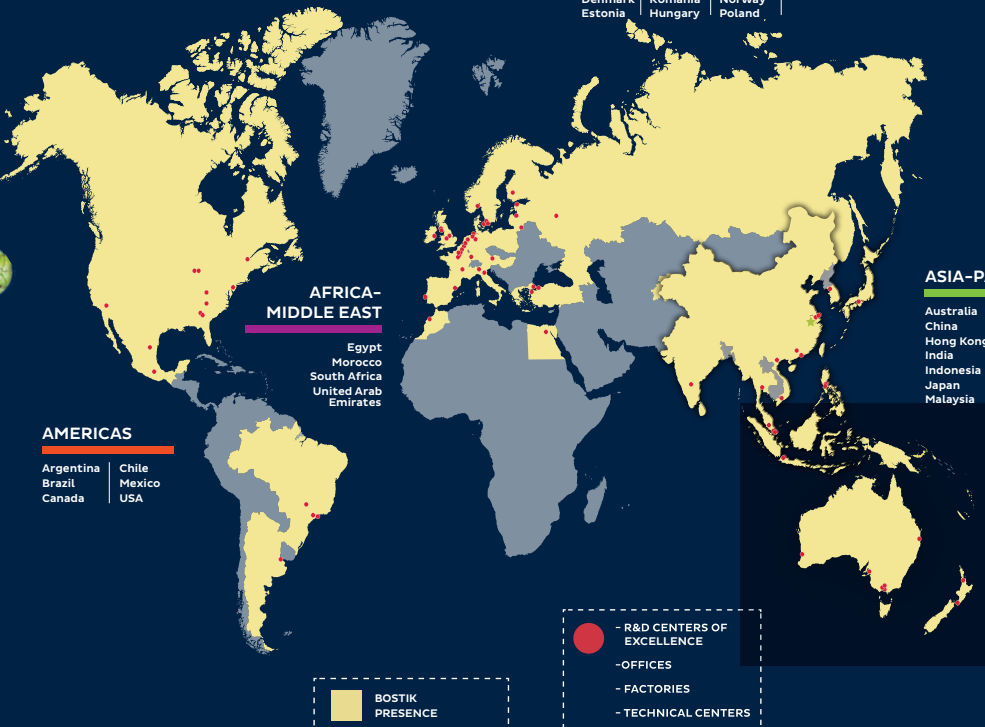 Denmark Romania Norway
Estonia Hungary Poland
AFRICA-
MIDDLE EAST
Egypt
Morocco
South Africa
United Arab
Emirates
ASIA-P
Australia
China
Hong Kong
India
Indonesia
Japan
Malaysia
AMERICAS
Argentina Chile
Brazil Mexico
Canada USA
- R&D CENTERS OF
EXCELLENCE
-OFFICES
- FACTORIES
- TECHNICAL CENTERS
BOSTIK
PRESENCE